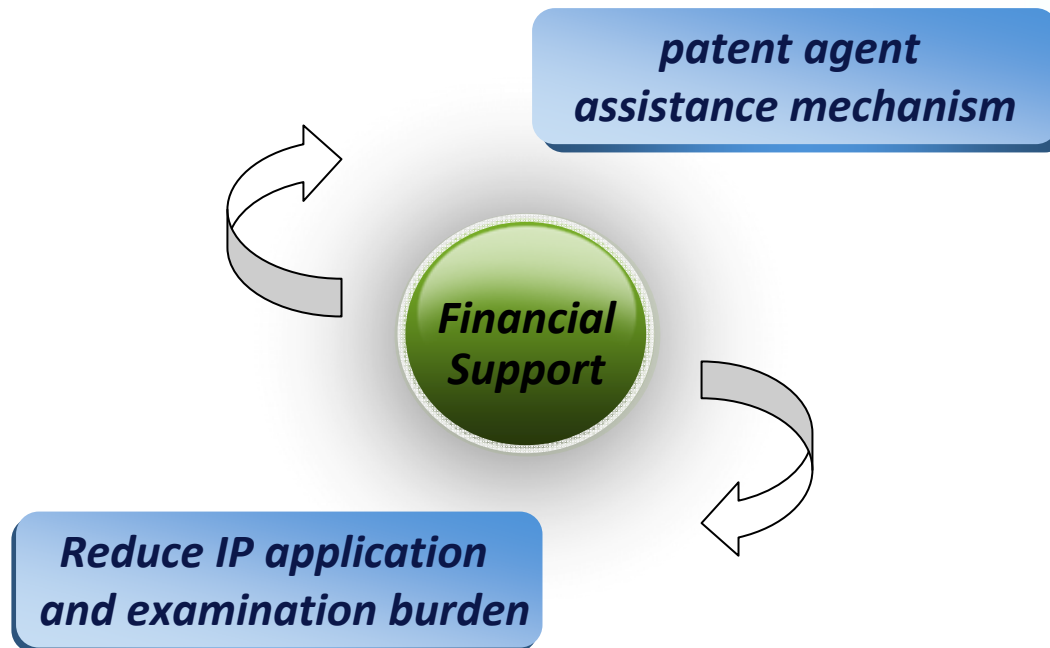 patent agent
assistance mechanism
Financial
Support
Reduce IP application
and examination burden